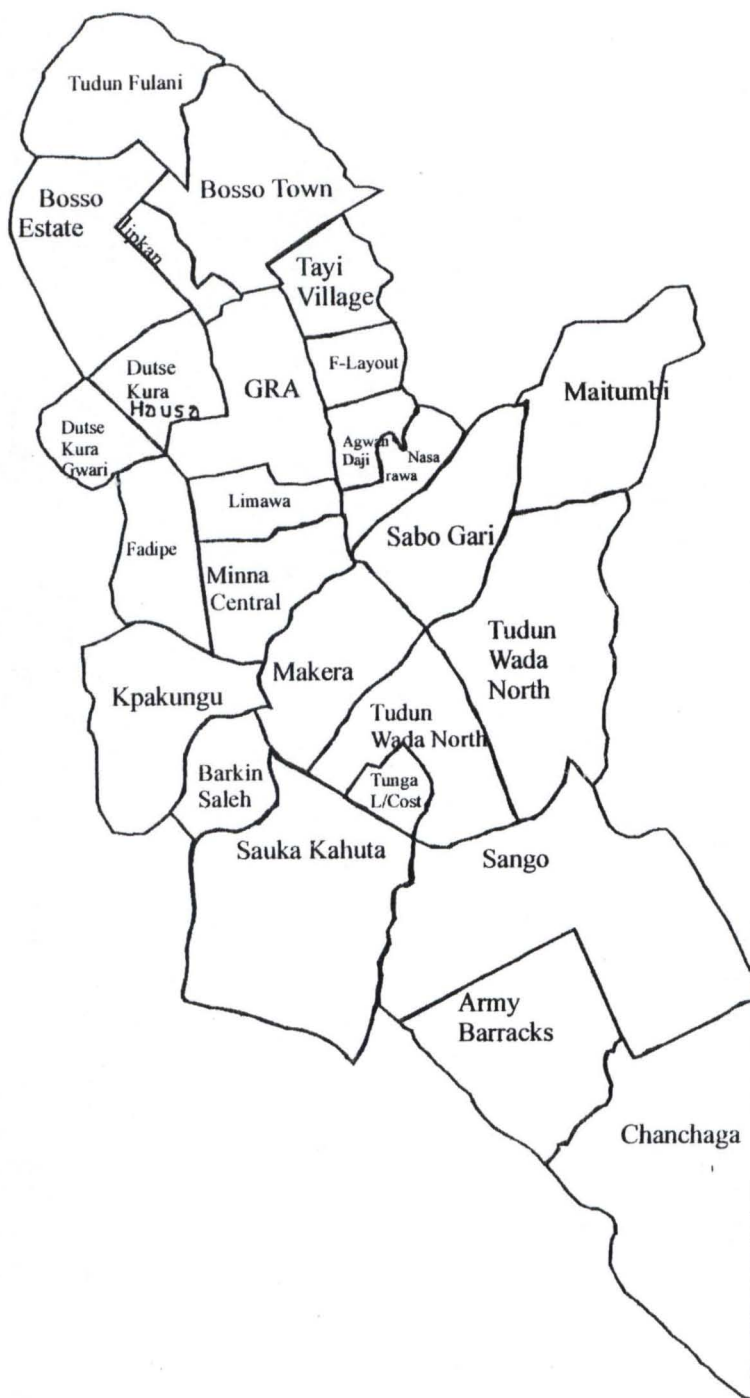 Tudun Fulani
Bosso Town
Bosso
Estate
Lipkan
Tayi
Village
F-Layout
Dutse
Kura
Hausa
GRA
Maitumbi
Dutse
Kura
Gwari
Agwan
Daji
Nasa
rawa
Limawa
Sabo Gari
Fadipe
Minna
Central
Tudun
Wada
North
Makera
Kpakungu
Tudun
Wada North
Barkin
Saleh
Tunga
L/Cost
Sauka Kahuta
Sango
Army
Barracks
Chanchaga